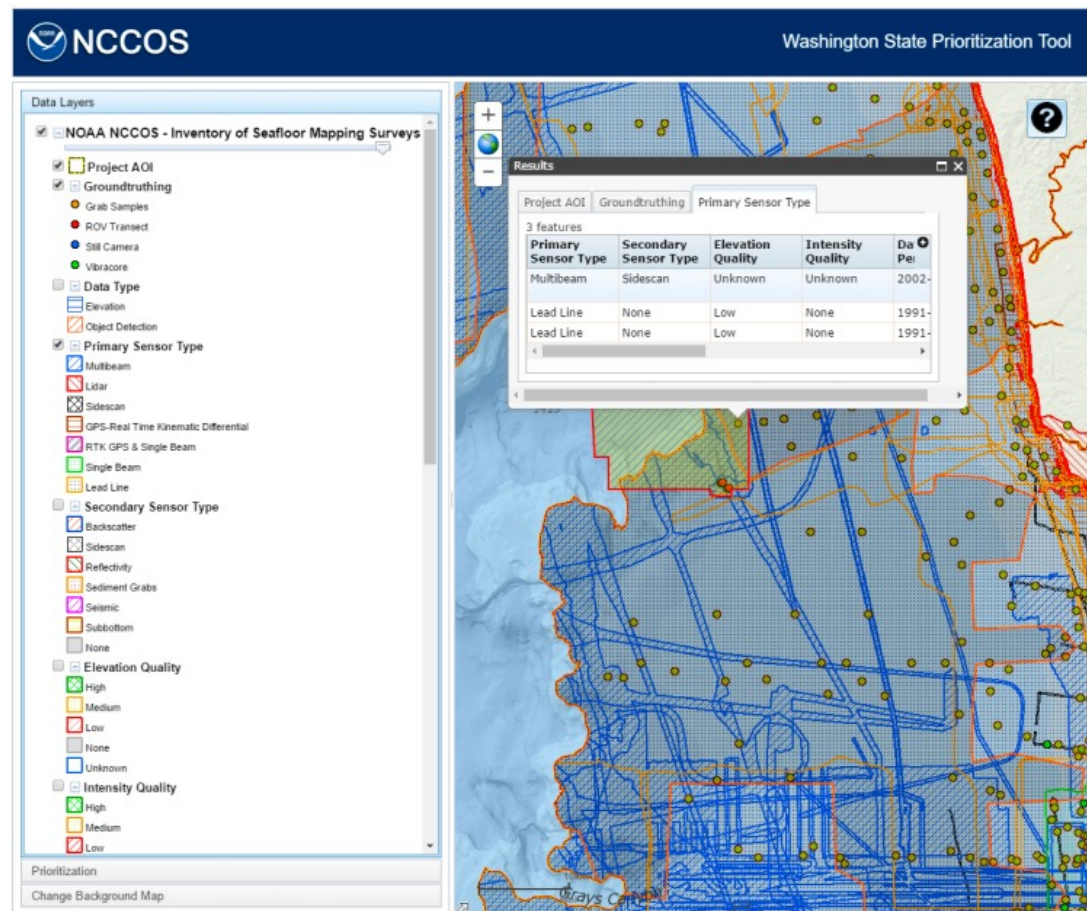 NOAA
NCCOS
Washington State Prioritization Tool
Data Layers
NOAA NCCOS - Inventory of Seafloor Mapping Surveys
Project AOI
Groundtruthing
Grab Samples
ROV Transect
Still Camera
Vibracore
Data Type
Elevation
Object Detection
Primary Sensor Type
Multibeam
Lidar
Sidescan
GPS-Real Time Kinematic Differential
RTK GPS & Single Beam
Single Beam
Lead Line
Secondary Sensor Type
Backscatter
Sidescan
Reflectivity
Sediment Grabs
Seismic
Subbottom
None
Elevation Quality
High
Medium
Low
None
Unknown
Intensity Quality
High
Medium
Low
Prioritization
Change Background Map
+
−
?
Results
Project AOI Groundtruthing Primary Sensor Type
3 features
Primary Sensor Type Secondary Sensor Type Elevation Quality Intensity Quality Da Pe
Multibeam Sidescan Unknown Unknown 2002-
Lead Line None Low None 1991-
Lead Line None Low None 1991-
Grays